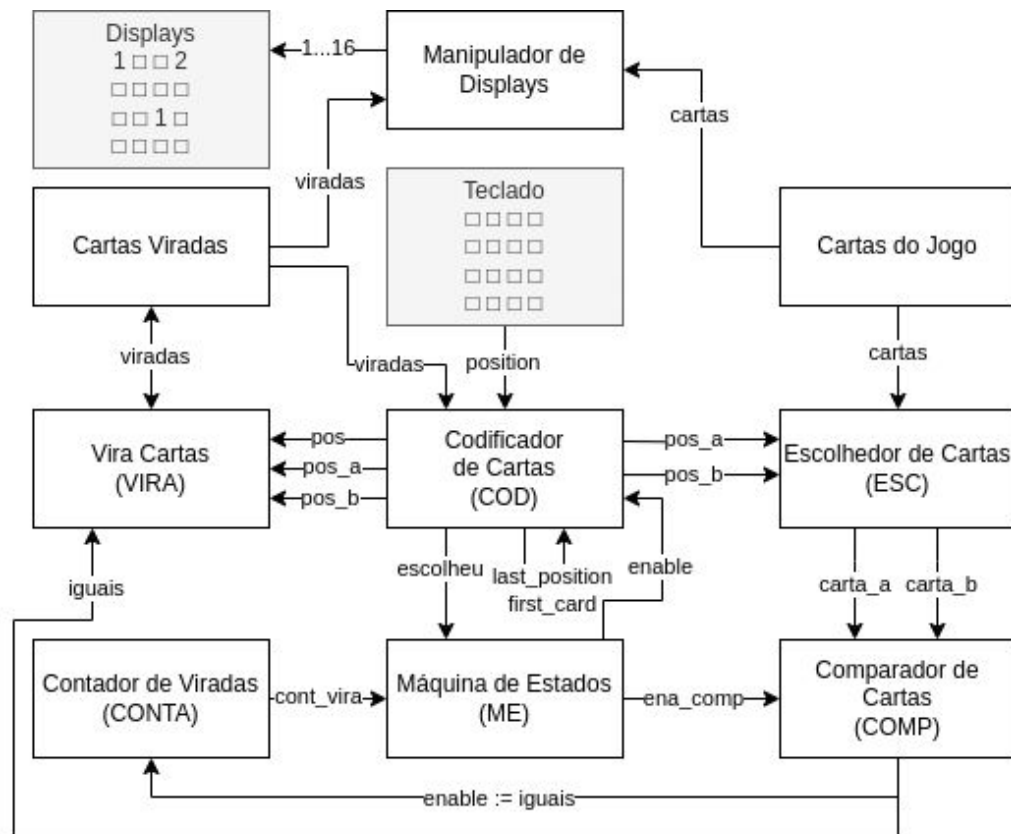 Displays
1 □ □ 2
□ □ □ □
□ □ 1 □
□ □ □ □
1...16
Manipulador de
Displays
cartas
viradas
Teclado
□ □ □ □
□ □ □ □
□ □ □ □
□ □ □ □
Cartas Viradas
Cartas do Jogo
viradas
viradas
position
cartas
Vira Cartas
(VIRA)
pos
pos_a
pos_b
Codificador
de Cartas
(COD)
pos_a
pos_b
Escolhedor de Cartas
(ESC)
iguais
escolheu
last_position
first_card
enable
carta_a
carta_b
Contador de Viradas
(CONTA)
cont_vira
Máquina de Estados
(ME)
ena_comp
Comparador de
Cartas
(COMP)
enable := iguais